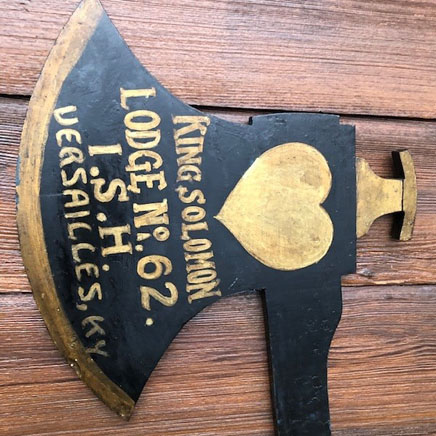 KING SOLOMON
LODGE No. 62.
I.S.H.
VERSAILLES, KY